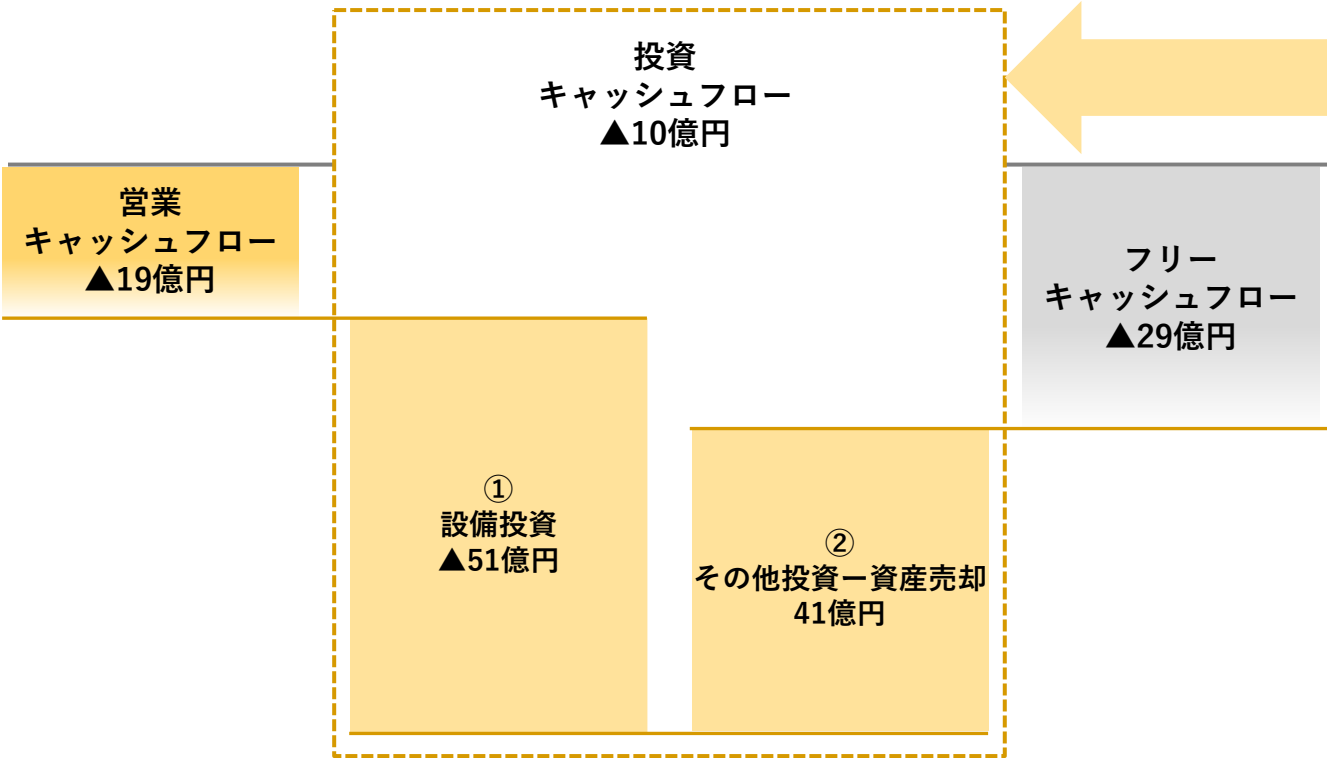 投資
キャッシュフロー
▲10億円
営業
キャッシュフロー
▲19億円
フリー
キャッシュフロー
▲29億円
①
設備投資
▲51億円
②
その他投資ー資産売却
41億円